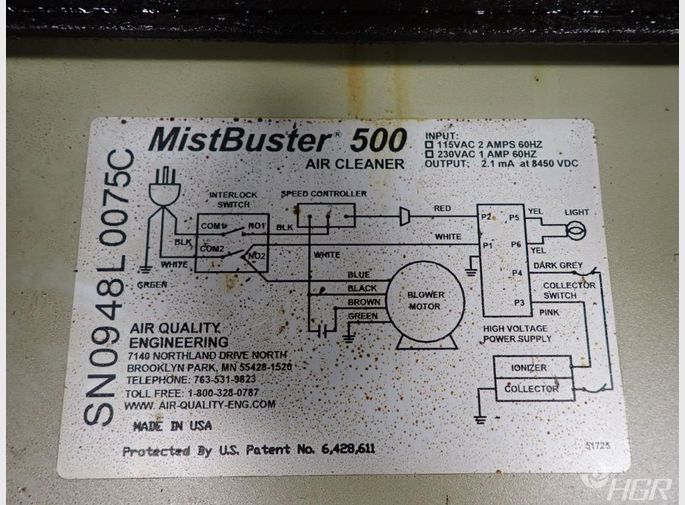 MistBuster® 500
AIR CLEANER
INPUT:
115VAC 2 AMPS 60HZ
230VAC 1 AMP 60HZ
OUTPUT: 2.1 mA at 8450 VDC
SN0948L0075C
INTERLOCK
SWITCH
SPEED CONTROLLER
COM1
NO1
BLK
BLK
COM2
NO2
WHITE
GREEN
WHITE
RED
WHITE
P2
P5
YEL
LIGHT
P1
P6
YEL
P4
DARK GREY
COLLECTOR
SWITCH
P3
PINK
BLUE
BLACK
BROWN
GREEN
BLOWER
MOTOR
HIGH VOLTAGE
POWER SUPPLY
IONIZER
COLLECTOR
AIR QUALITY
ENGINEERING
7140 NORTHLAND DRIVE NORTH
BROOKLYN PARK, MN 55428-1520
TELEPHONE: 763-531-9823
TOLL FREE: 1-800-328-0787
WWW. AIR-QUALITY-ENG.COM
MADE IN USA
Protected By U.S. Patent No. 6,428,611
51725
HGR